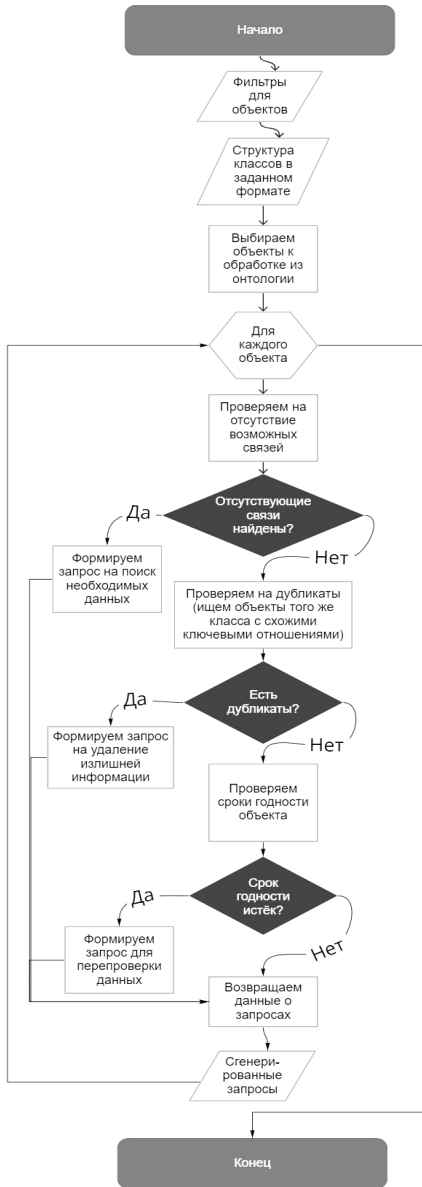 Начало
Фильтры
для
объектов
Структура
классов в
заданном
формате
Выбираем
объекты к
обработке из
онтологии
Для
каждого
объекта
Проверяем на
отсутствие
возможных
связей
Отсутствующие
связи
найдены?
Да
Нет
Формируем
запрос на поиск
необходимых
данных
Проверяем на дубликаты
(ищем объекты того же
класса с схожими
ключевыми отношениями)
Есть
дубликаты?
Да
Нет
Формируем запрос
на удаление
излишней
информации
Проверяем
сроки годности
объекта
Срок
годности
истёк?
Да
Нет
Формируем
запрос для
перепроверки
данных
Возвращаем
данные о
запросах
Сгенери-
рованные
запросы
Конец